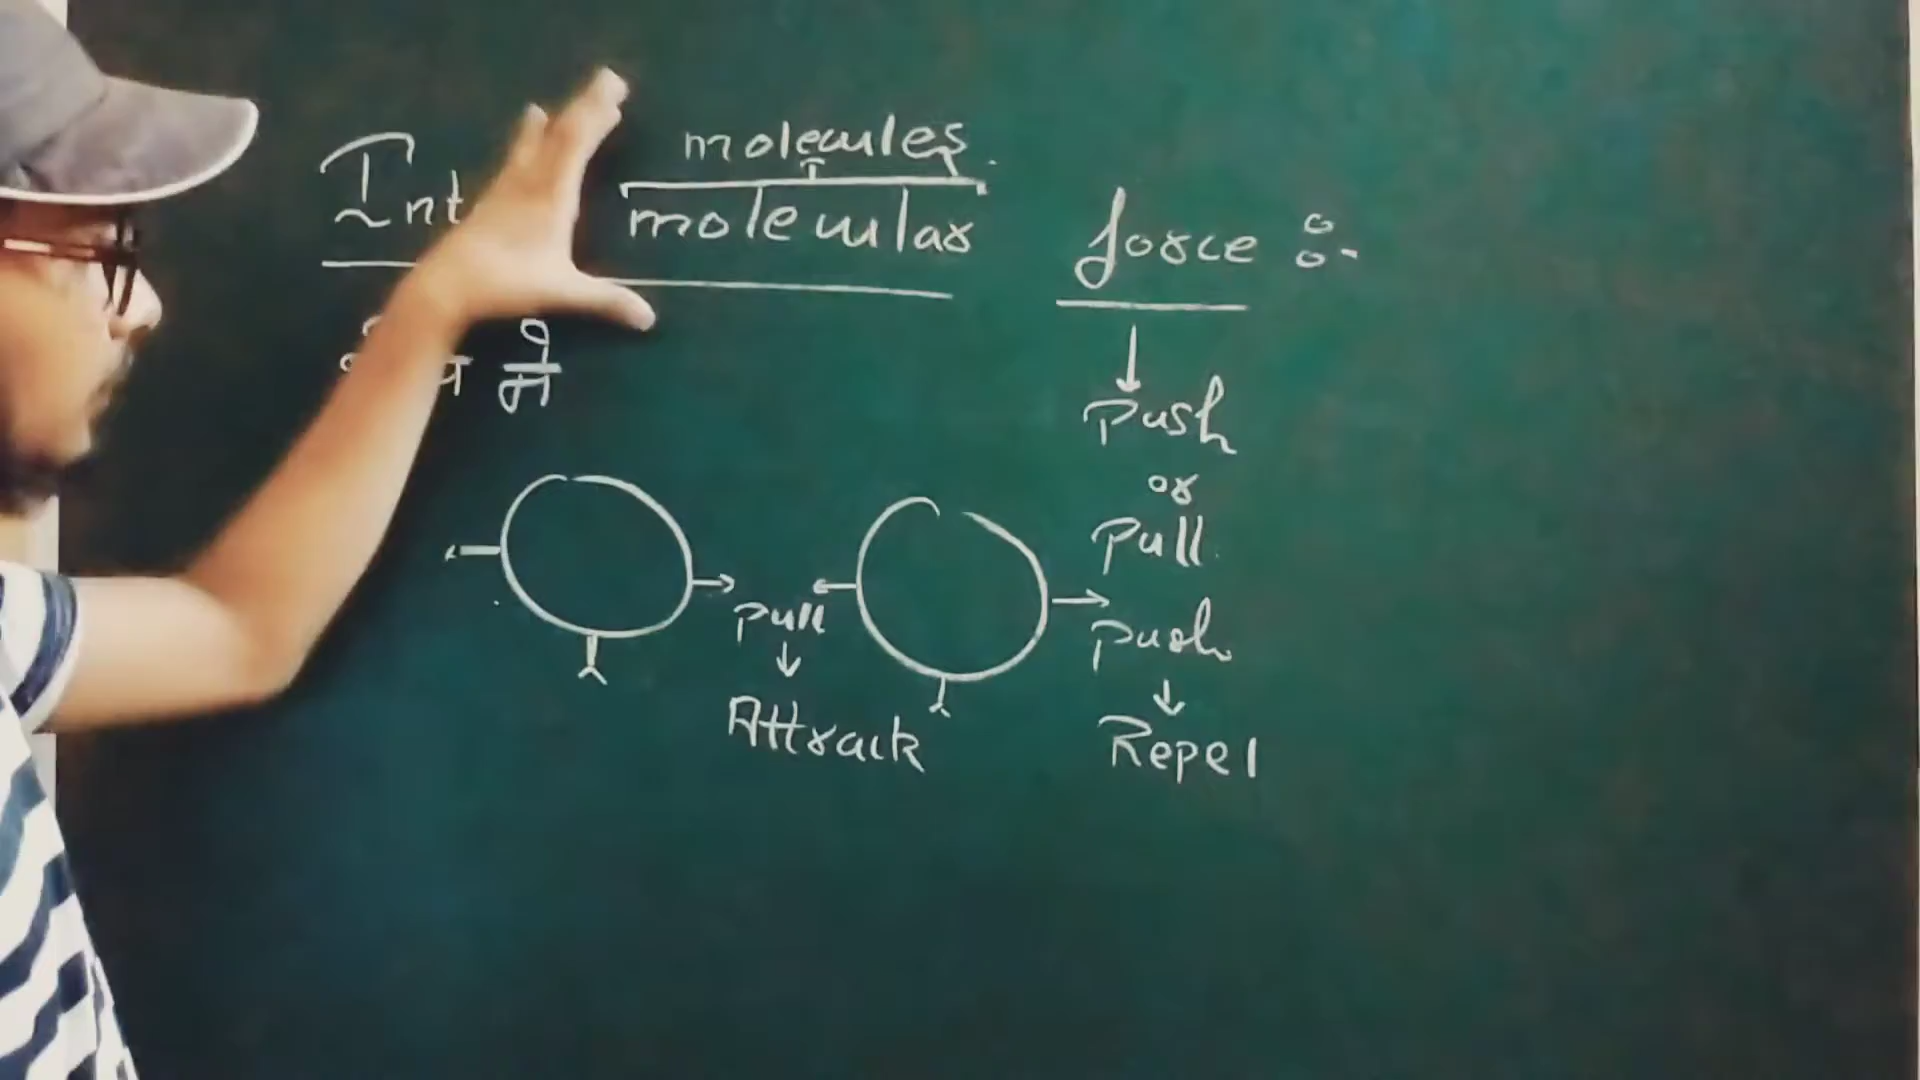 molecules.
Int molecular force :-
में
Push
or
Pull.
Pull Push
Attrack Repel